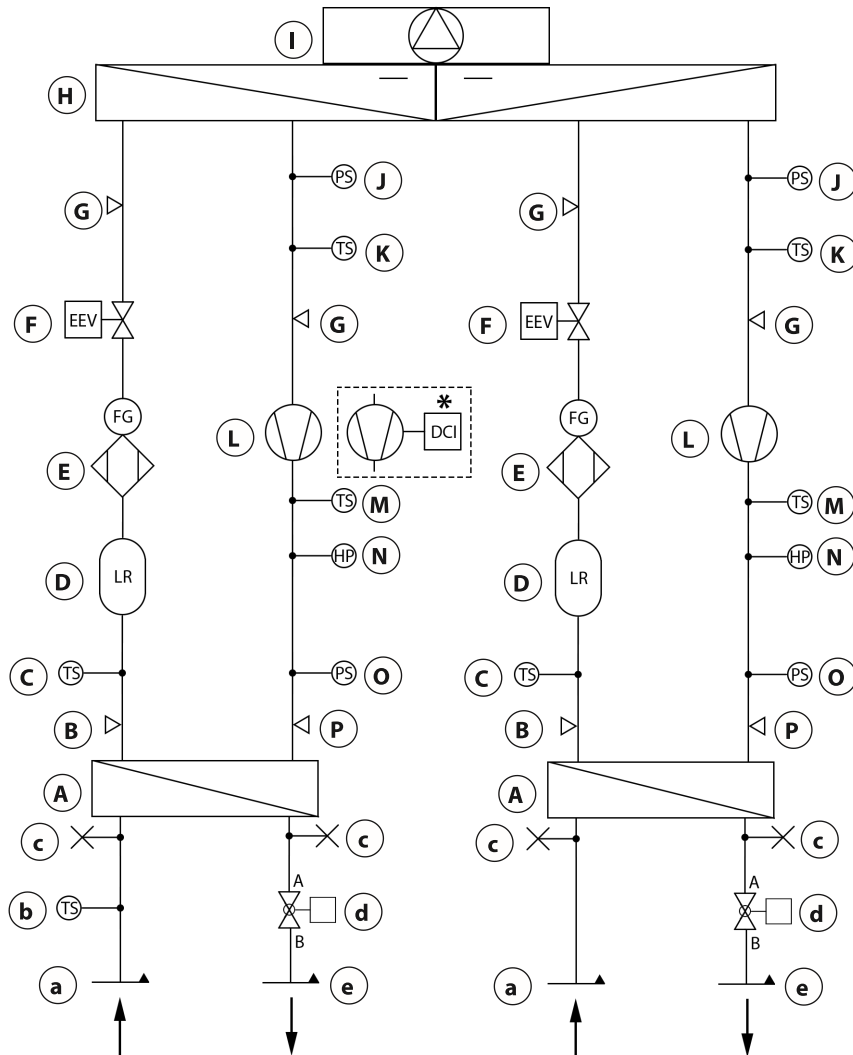 I
H
PS J PS J
G G
TS K TS K
F EEV G F EEV G
FG * FG
L DCI L
E E
TS M TS M
HP N HP N
D LR D LR
C TS PS O C TS PS O
B P B P
A A
c c c c
A A
b TS d d
B B
a e a e